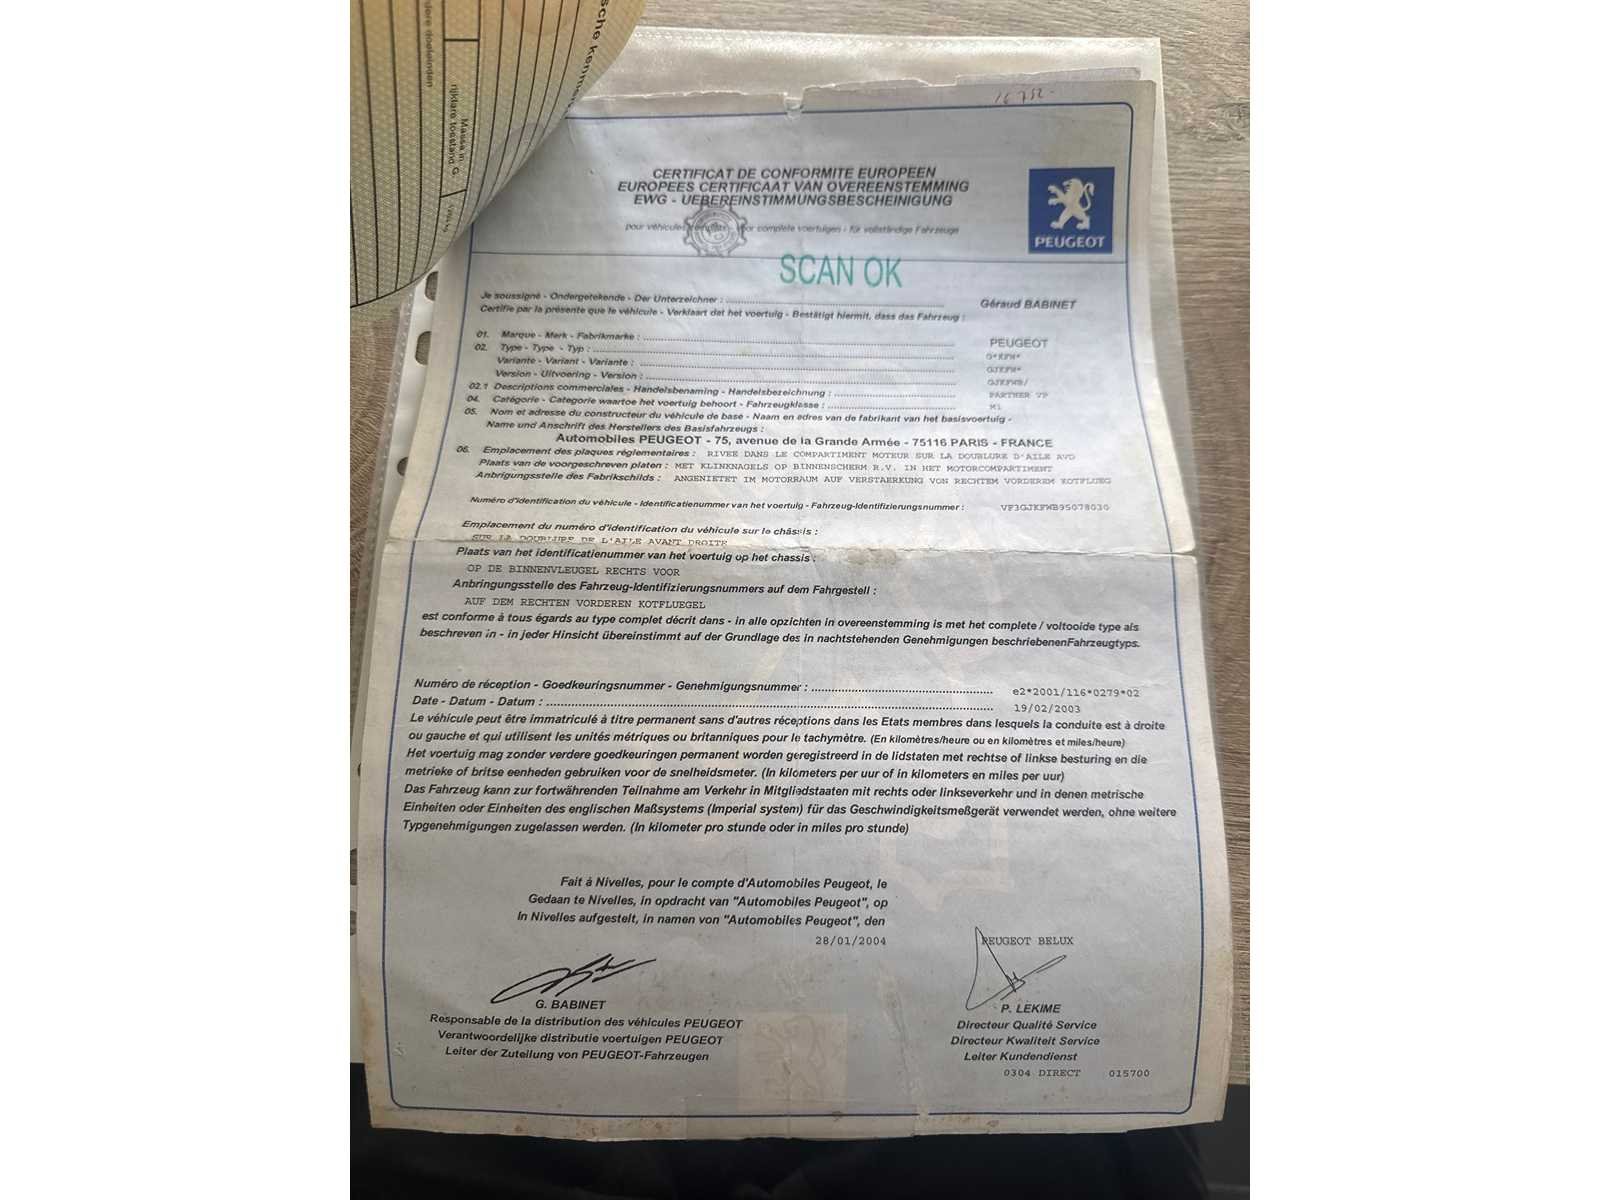 sche kenmer
dere doeleinden
Massa in
rijklare toestand G.
16 752-
CERTIFICAT DE CONFORMITE EUROPEEN
EUROPEES CERTIFICAAT VAN OVEREENSTEMMING
EWG - UEBEREINSTIMMUNGSBESCHEINIGUNG
pour véhicules complets - voor complete voertuigen - für vollständige Fahrzeuge
PEUGEOT
SCAN OK
Je soussigné - Ondergetekende - Der Unterzeichner : Géraud BABINET
Certifie par la présente que le véhicule - Verklaart dat het voertuig - Bestätigt hiermit, dass das Fahrzeug :
01. Marque - Merk - Fabrikmarke : PEUGEOT
02. Type - Type - Typ : G*KFW*
Variante - Variant - Variante : GJKFW*
Version - Uitvoering - Version : GJKFWB/
02.1 Descriptions commerciales - Handelsbenaming - Handelsbezeichnung : PARTNER VP
04. Catégorie - Categorie waartoe het voertuig behoort - Fahrzeugklasse : M1
05. Nom et adresse du constructeur du véhicule de base - Naam en adres van de fabrikant van het basisvoertuig -
Name und Anschrift des Herstellers des Basisfahrzeugs :
Automobiles PEUGEOT - 75, avenue de la Grande Armée - 75116 PARIS - FRANCE
06. Emplacement des plaques réglementaires : RIVEE DANS LE COMPARTIMENT MOTEUR SUR LA DOUBLURE D'AILE AVD
Plaats van de voorgeschreven platen : MET KLINKNAGELS OP BINNENSCHERM R.V. IN HET MOTORCOMPARTIMENT
Anbrigungsstelle des Fabrikschilds : ANGENIETET IM MOTORRAUM AUF VERSTAERKUNG VON RECHTEM VORDEREM KOTFLUEG
Numéro d'identification du véhicule - Identificatienummer van het voertuig - Fahrzeug-Identifizierungsnummer : VF3GJKFWB95078030
Emplacement du numéro d'identification du véhicule sur le châssis :
SUR LA DOUBLURE DE L'AILE AVANT DROITE
Plaats van het identificatienummer van het voertuig op het chassis :
OP DE BINNENVLEUGEL RECHTS VOOR
Anbringungsstelle des Fahrzeug-Identifizierungsnummers auf dem Fahrgestell :
AUF DEM RECHTEN VORDEREN KOTFLUEGEL
est conforme à tous égards au type complet décrit dans - in alle opzichten in overeenstemming is met het complete / voltooide type als
beschreven in - in jeder Hinsicht übereinstimmt auf der Grundlage des in nachtstehenden Genehmigungen beschriebenenFahrzeugtyps.
Numéro de réception - Goedkeuringsnummer - Genehmigungsnummer : e2*2001/116*0279*02
Date - Datum - Datum : 19/02/2003
Le véhicule peut être immatriculé à titre permanent sans d'autres réceptions dans les Etats membres dans lesquels la conduite est à droite
ou gauche et qui utilisent les unités métriques ou britanniques pour le tachymètre. (En kilomètres/heure ou en kilomètres et miles/heure)
Het voertuig mag zonder verdere goedkeuringen permanent worden geregistreerd in de lidstaten met rechtse of linkse besturing en die
metrieke of britse eenheden gebruiken voor de snelheidsmeter. (In kilometers per uur of in kilometers en miles per uur)
Das Fahrzeug kann zur fortwährenden Teilnahme am Verkehr in Mitgliedstaaten mit rechts oder linkseverkehr und in denen metrische
Einheiten oder Einheiten des englischen Maßsystems (Imperial system) für das Geschwindigkeitsmeßgerät verwendet werden, ohne weitere
Typgenehmigungen zugelassen werden. (In kilometer pro stunde oder in miles pro stunde)
Fait à Nivelles, pour le compte d'Automobiles Peugeot, le
Gedaan te Nivelles, in opdracht van "Automobiles Peugeot", op
In Nivelles aufgestelt, in namen von "Automobiles Peugeot", den
28/01/2004
PEUGEOT BELUX
G. BABINET
Responsable de la distribution des véhicules PEUGEOT
Verantwoordelijke distributie voertuigen PEUGEOT
Leiter der Zuteilung von PEUGEOT-Fahrzeugen
P. LEKIME
Directeur Qualité Service
Directeur Kwaliteit Service
Leiter Kundendienst
0304 DIRECT 015700